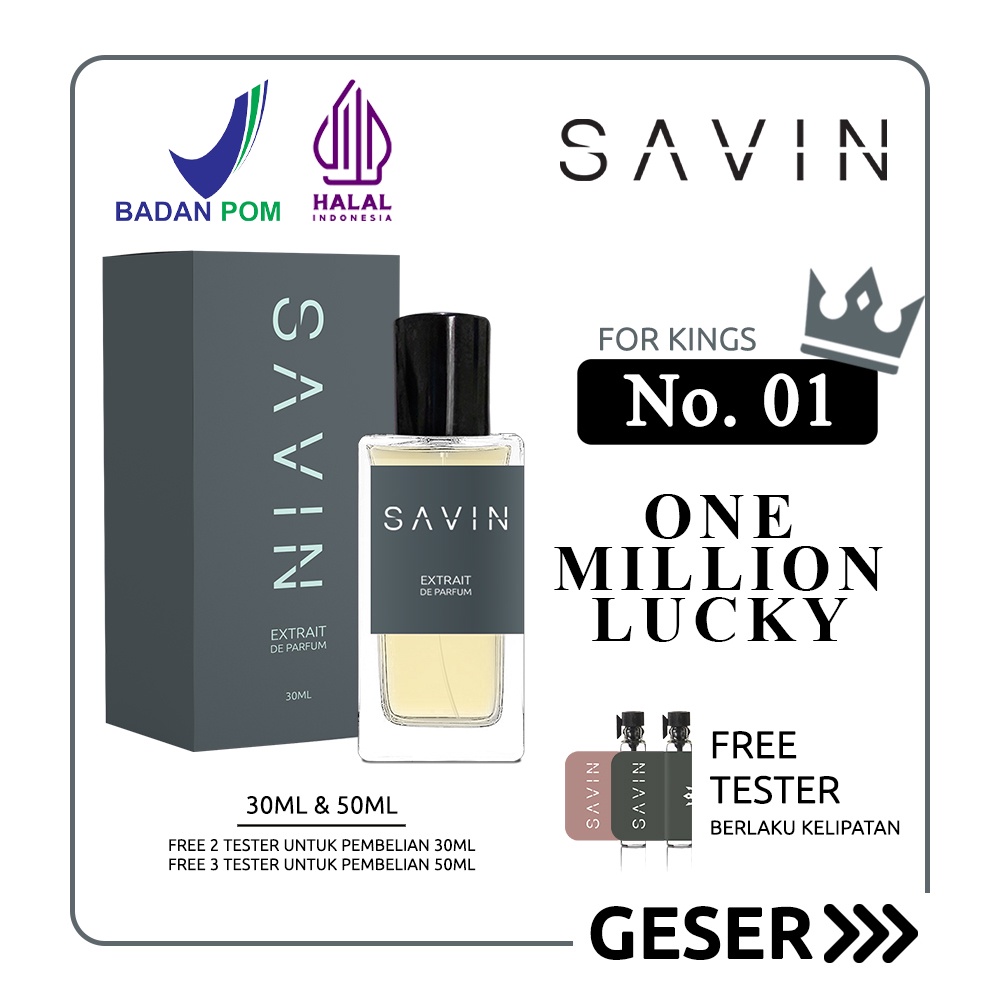 BADAN POM
HALAL
INDONESIA
SAVIN
SAVIN
EXTRAIT
DE PARFUM
30ML
SAVIN
EXTRAIT
DE PARFUM
FOR KINGS
No. 01
ONE
MILLION
LUCKY
SAVIN
SAVIN
FREE
TESTER
BERLAKU KELIPATAN
30ML & 50ML
FREE 2 TESTER UNTUK PEMBELIAN 30ML
FREE 3 TESTER UNTUK PEMBELIAN 50ML
GESER